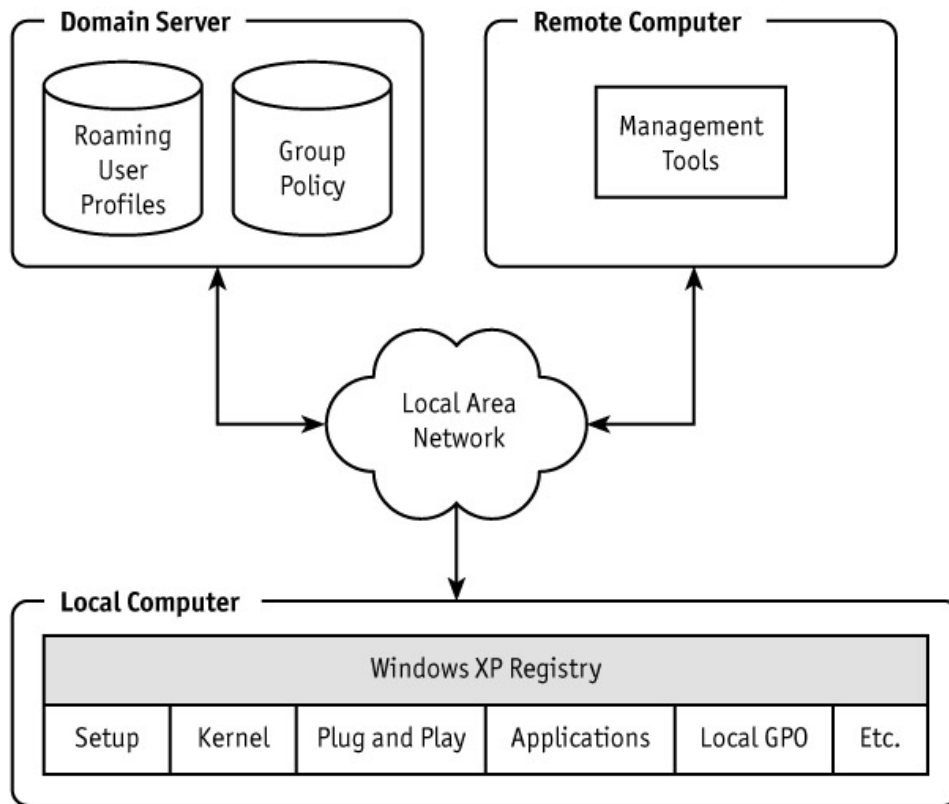 Domain Server
Roaming
User
Profiles
Group
Policy
Remote Computer
Management
Tools
Local Area
Network
Local Computer
Windows XP Registry
Setup
Kernel
Plug and Play
Applications
Local GPO
Etc.